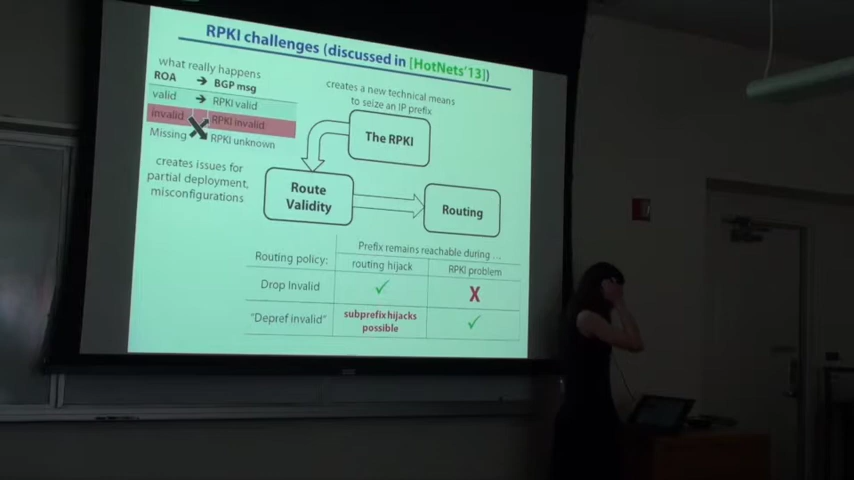 RPKI challenges (discussed in [HotNets'13])
what really happens
ROA → BGP msg
valid → RPKI valid
invalid RPKI invalid
Missing RPKI unknown
creates issues for
partial deployment,
misconfigurations
creates a new technical means
to seize an IP prefix
The RPKI
Route
Validity
Routing
Prefix remains reachable during ...
Routing policy: routing hijack RPKI problem
Drop Invalid ✓ X
"Depref invalid" subprefix hijacks
possible ✓